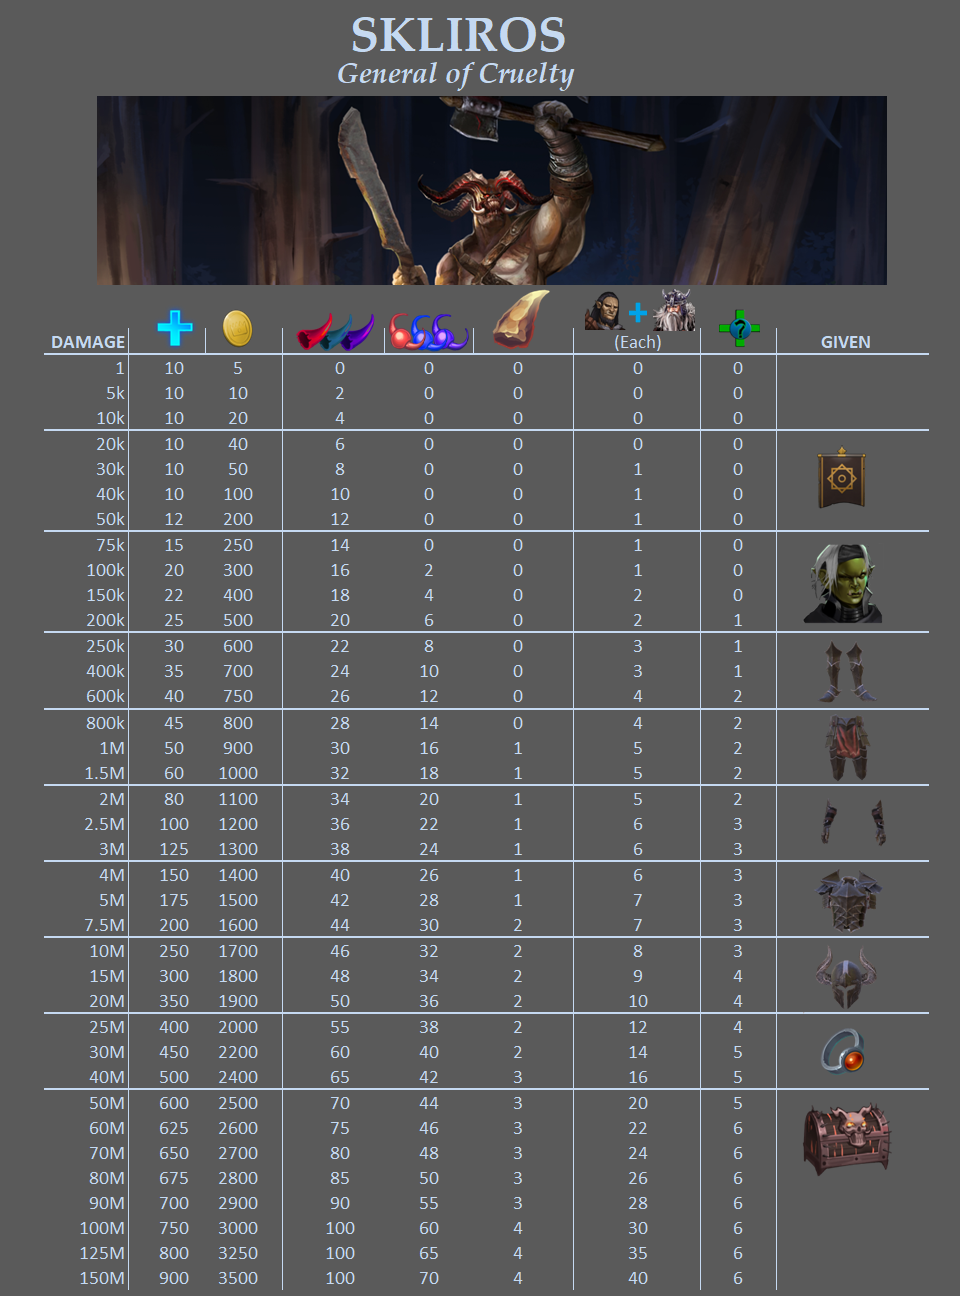 SKLIROS
General of Cruelty
DAMAGE (Each) GIVEN
1 10 5 0 0 0 0 0
5k 10 10 2 0 0 0 0
10k 10 20 4 0 0 0 0
20k 10 40 6 0 0 0 0
30k 10 50 8 0 0 1 0
40k 10 100 10 0 0 1 0
50k 12 200 12 0 0 1 0
75k 15 250 14 0 0 1 0
100k 20 300 16 2 0 1 0
150k 22 400 18 4 0 2 0
200k 25 500 20 6 0 2 1
250k 30 600 22 8 0 3 1
400k 35 700 24 10 0 3 1
600k 40 750 26 12 0 4 2
800k 45 800 28 14 0 4 2
1M 50 900 30 16 1 5 2
1.5M 60 1000 32 18 1 5 2
2M 80 1100 34 20 1 5 2
2.5M 100 1200 36 22 1 6 3
3M 125 1300 38 24 1 6 3
4M 150 1400 40 26 1 6 3
5M 175 1500 42 28 1 7 3
7.5M 200 1600 44 30 2 7 3
10M 250 1700 46 32 2 8 3
15M 300 1800 48 34 2 9 4
20M 350 1900 50 36 2 10 4
25M 400 2000 55 38 2 12 4
30M 450 2200 60 40 2 14 5
40M 500 2400 65 42 3 16 5
50M 600 2500 70 44 3 20 5
60M 625 2600 75 46 3 22 6
70M 650 2700 80 48 3 24 6
80M 675 2800 85 50 3 26 6
90M 700 2900 90 55 3 28 6
100M 750 3000 100 60 4 30 6
125M 800 3250 100 65 4 35 6
150M 900 3500 100 70 4 40 6